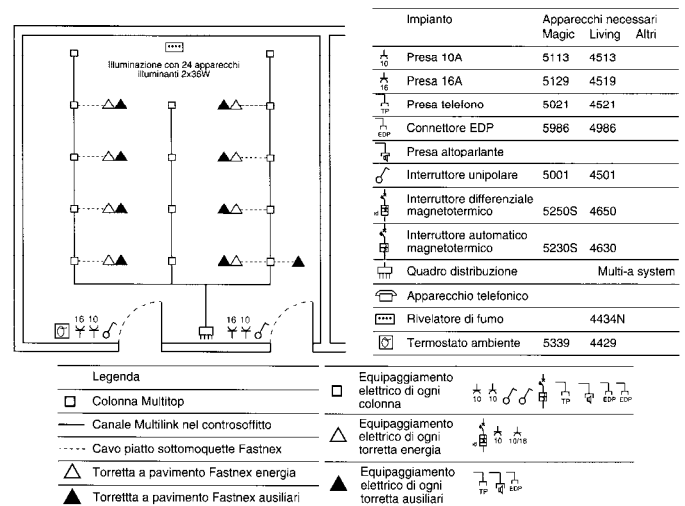 Illuminazione con 24 apparecchi
illuminanti 2x36W
16 10
16 10
Impianto Apparecchi necessari
Magic Living Altri
10 Presa 10A 5113 4513
16 Presa 16A 5129 4519
TP Presa telefono 5021 4521
EDP Connettore EDP 5986 4986
Presa altoparlante
Interruttore unipolare 5001 4501
Interruttore differenziale
magnetotermico 5250S 4650
Interruttore automatico
magnetotermico 5230S 4630
Quadro distribuzione Multi-a system
Apparecchio telefonico
Rivelatore di fumo 4434N
Termostato ambiente 5339 4429
Legenda
Colonna Multitop
Canale Multilink nel controsoffitto
Cavo piatto sottomoquette Fastnex
Torretta a pavimento Fastnex energia
Torrettta a pavimento Fastnex ausiliari
Equipaggiamento
elettrico di ogni
colonna
10 10 TP EDP EDP
Equipaggiamento
elettrico di ogni
torretta energia
10 10/16
Equipaggiamento
elettrico di ogni
torretta ausiliari
TP EDP